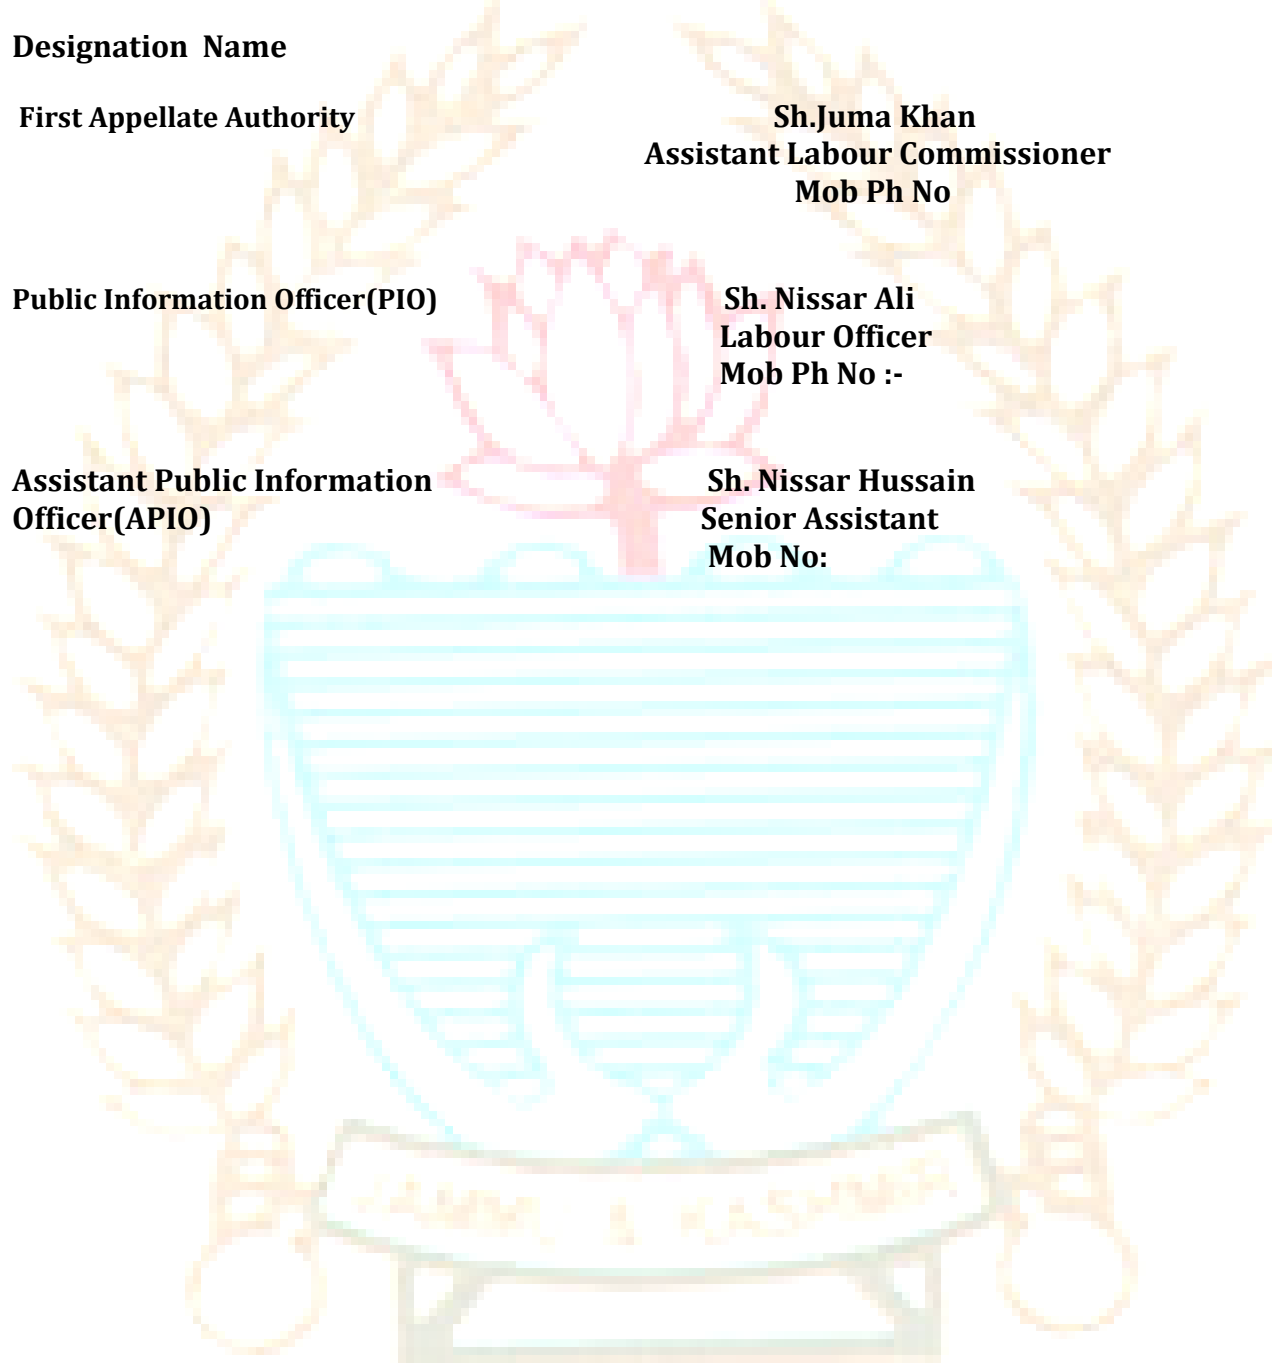 Designation  Name
First Appellate Authority
Sh.Juma Khan
Assistant Labour Commissioner
Mob Ph No
Public Information Officer(PIO)
Sh. Nissar Ali
Labour Officer
Mob Ph No :-
Assistant Public Information
Officer(APIO)
Sh. Nissar Hussain
Senior Assistant
Mob No:
JAMMU & KASHMIR